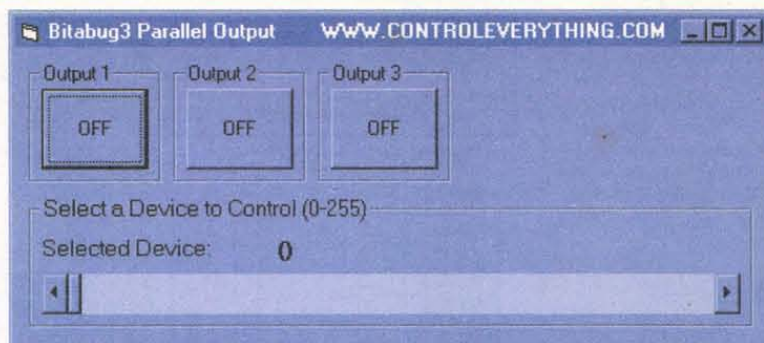 Bitabug3 Parallel Output WWW.CONTROLEVERYTHING.COM
Output 1 Output 2 Output 3
OFF OFF OFF
Select a Device to Control (0-255)
Selected Device: 0